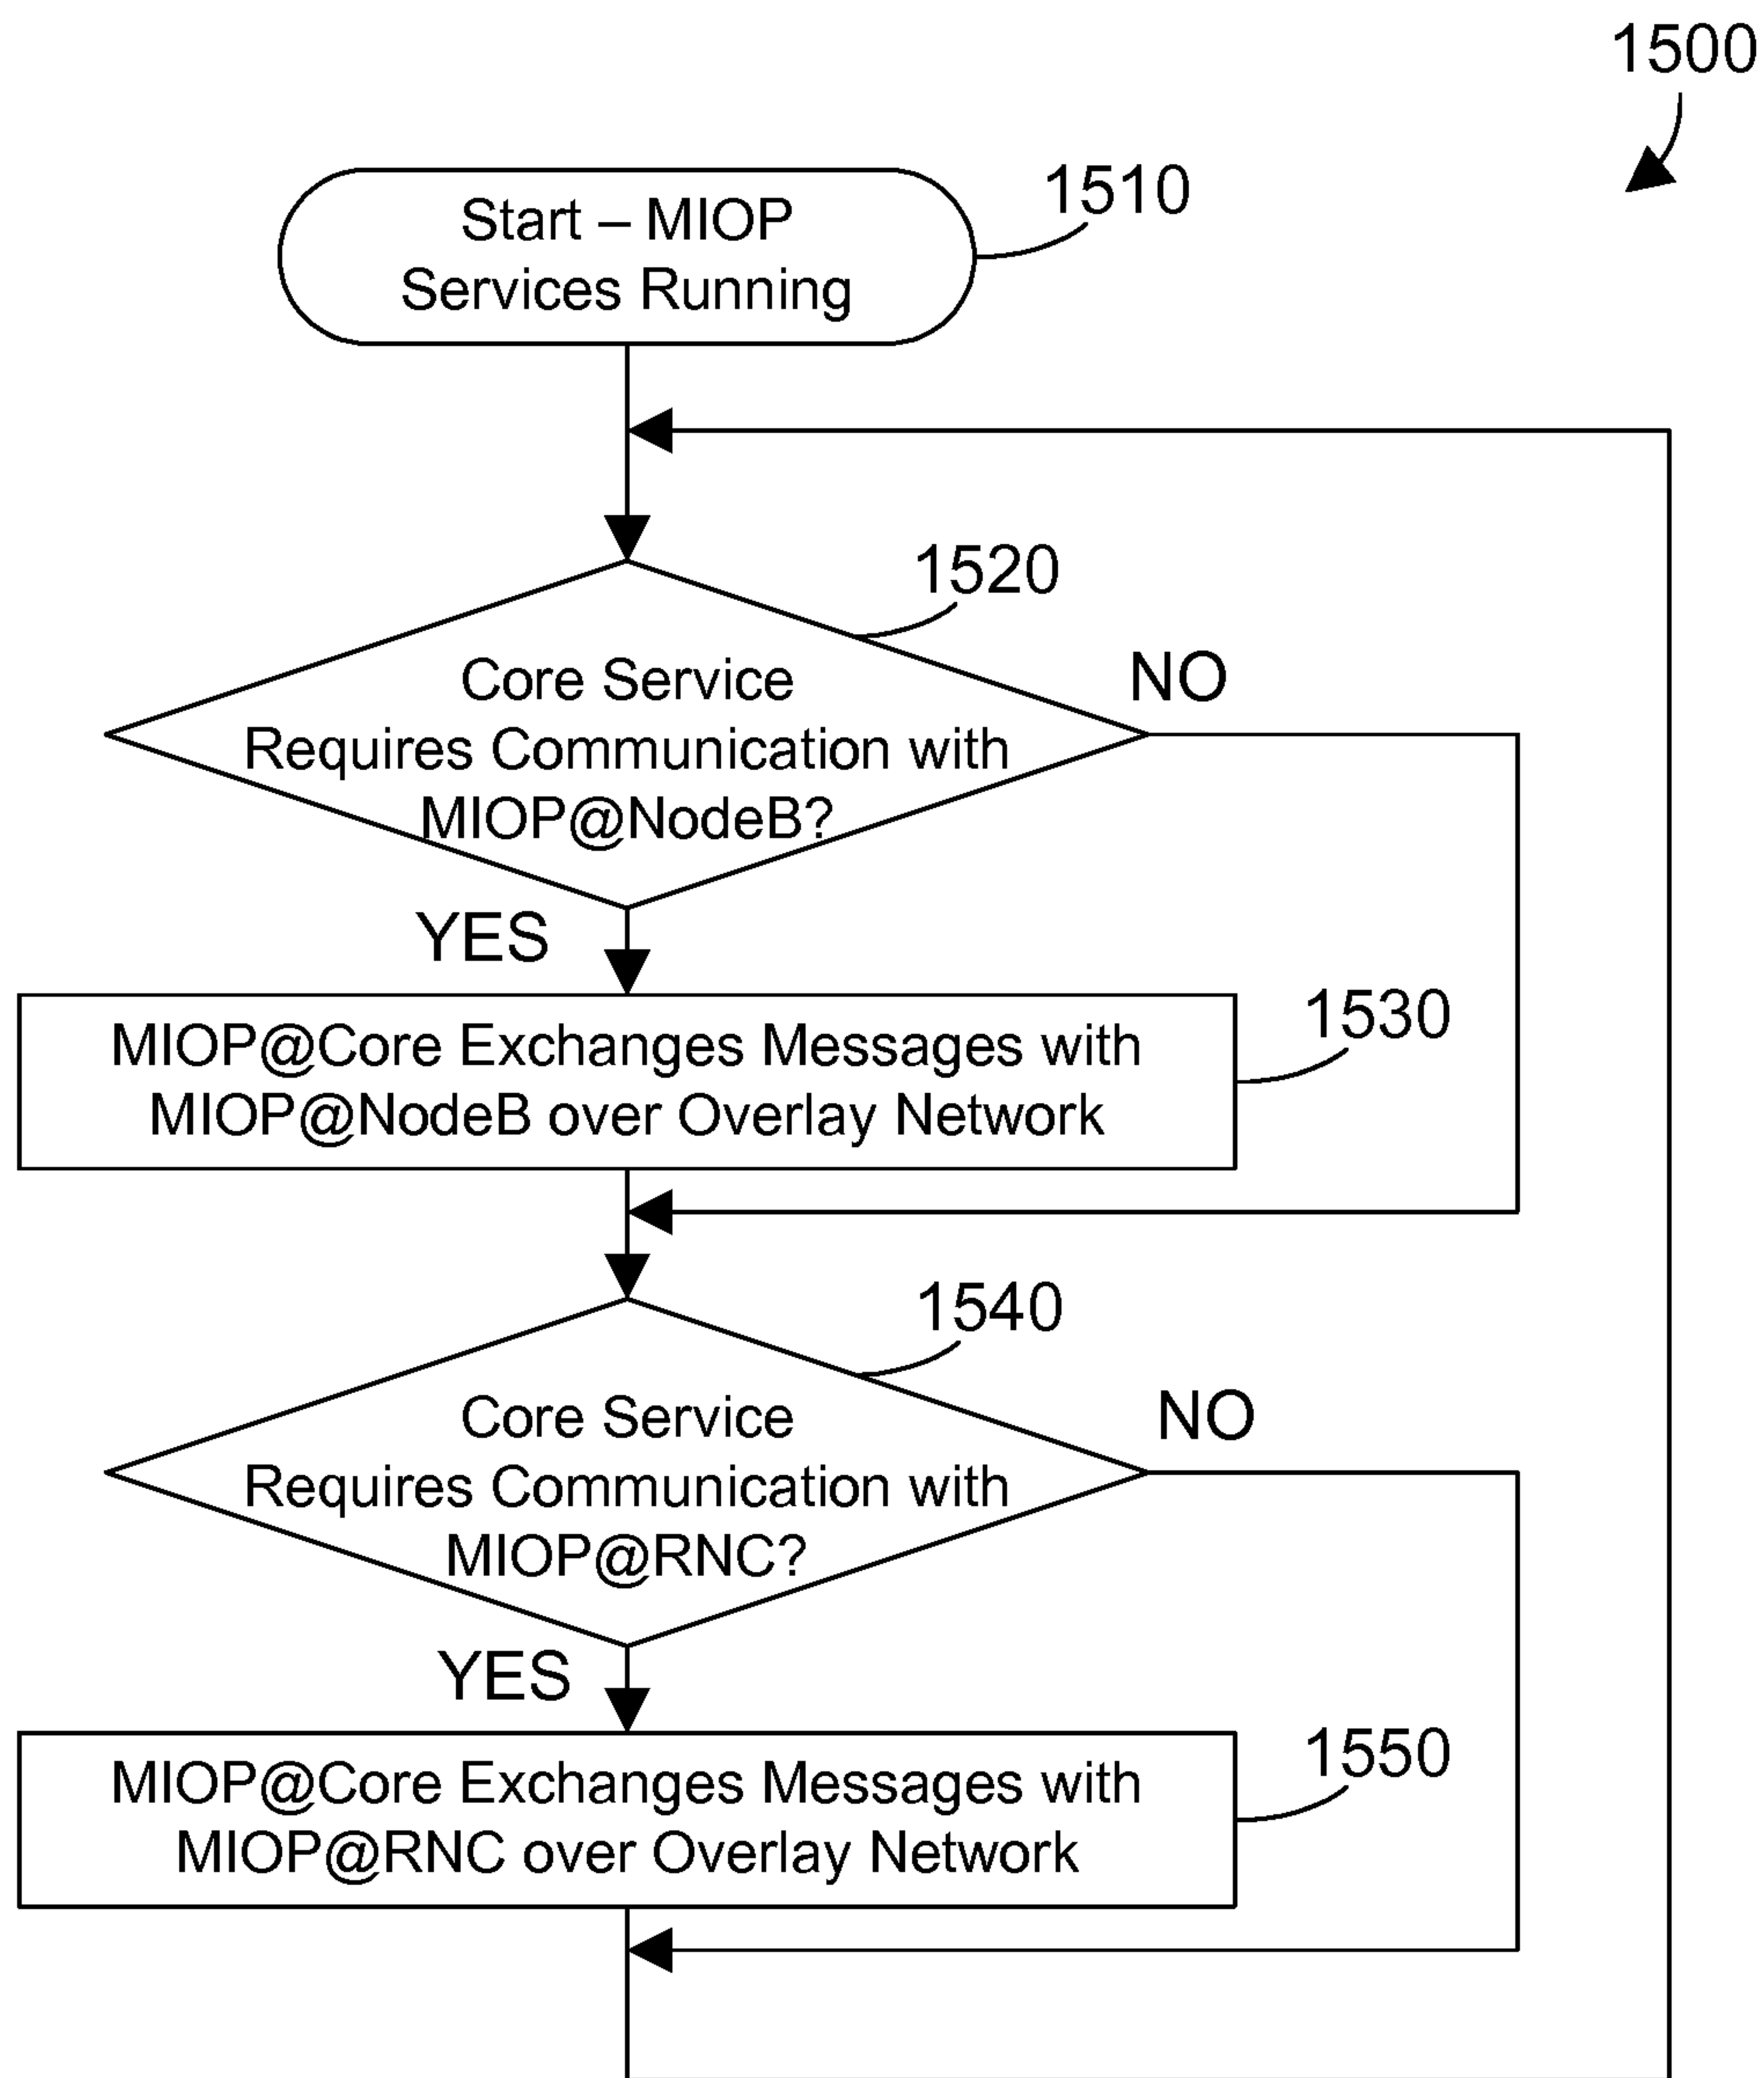 1500
1510
Start – MIOP
Services Running
1520
Core Service
Requires Communication with
MIOP@NodeB?
NO
YES
1530
MIOP@Core Exchanges Messages with
MIOP@NodeB over Overlay Network
1540
Core Service
Requires Communication with
MIOP@RNC?
NO
YES
1550
MIOP@Core Exchanges Messages with
MIOP@RNC over Overlay Network